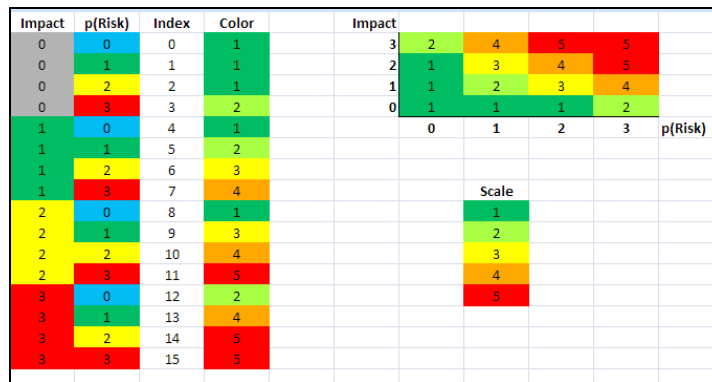 Impact p(Risk) Index Color Impact
0 0 0 1 3 2 4 5 5
0 1 1 1 2 1 3 4 5
0 2 2 1 1 1 2 3 4
0 3 3 2 0 1 1 1 2
1 0 4 1 0 1 2 3 p(Risk)
1 1 5 2
1 2 6 3
1 3 7 4 Scale
2 0 8 1 1
2 1 9 3 2
2 2 10 4 3
2 3 11 5 4
3 0 12 2 5
3 1 13 4
3 2 14 5
3 3 15 5